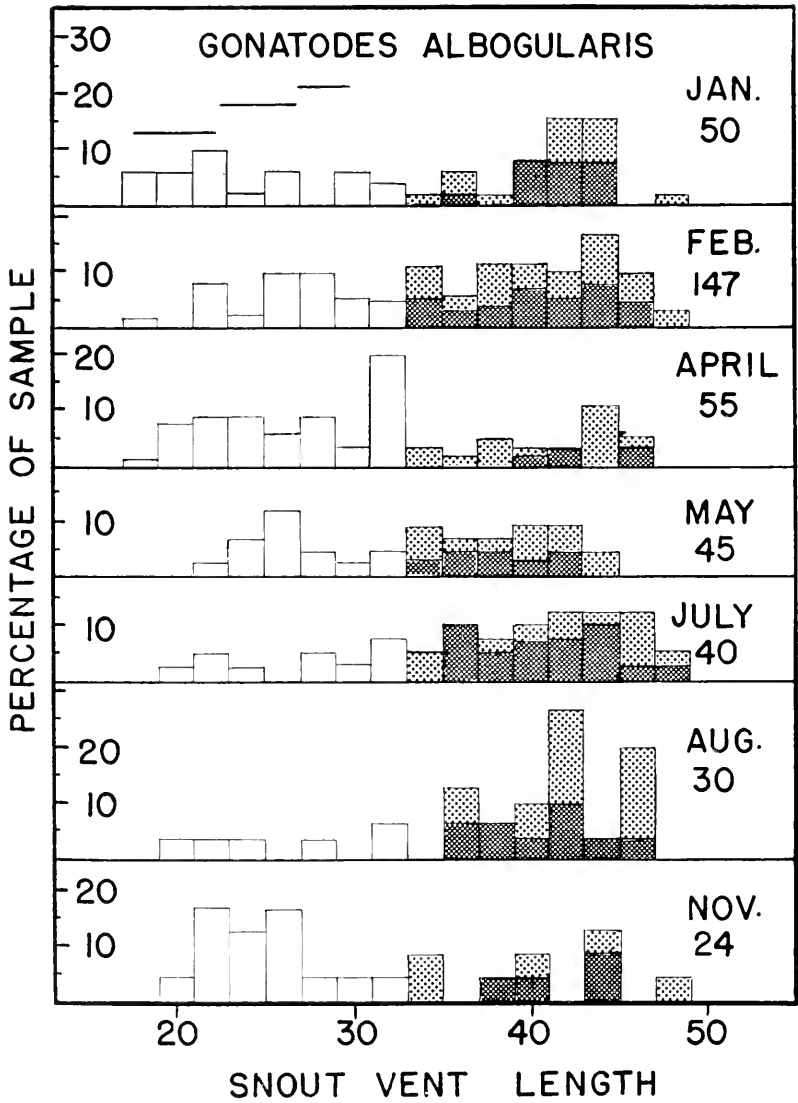 30
GONATODES ALBOGULARIS
20
JAN.
50
10
FEB.
147
10
20
APRIL
55
10
MAY
45
10
JULY
40
10
AUG.
30
20
10
NOV.
24
20
10
20 30 40 50
SNOUT VENT LENGTH
PERCENTAGE OF SAMPLE